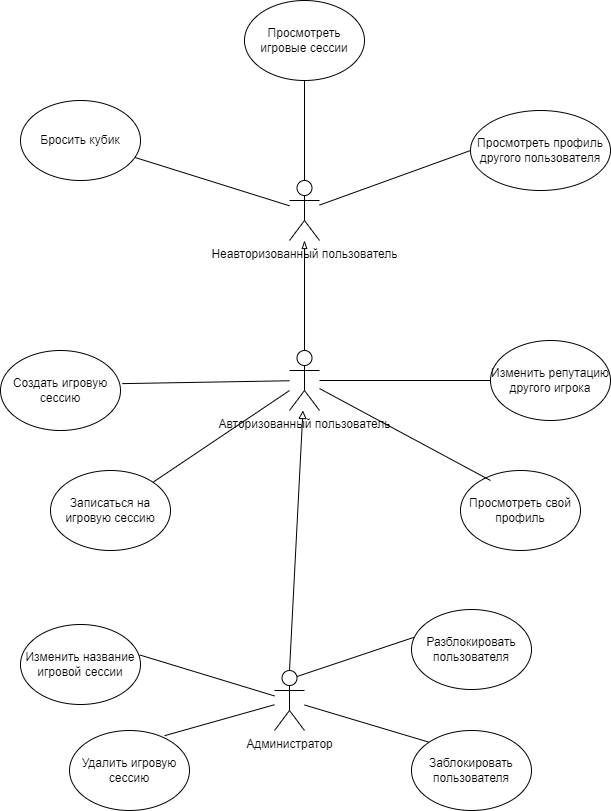 Просмотреть
игровые сессии
Бросить кубик
Просмотреть профиль
другого пользователя
Неавторизованный пользователь
Создать игровую
сессию
Изменить репутацию
другого игрока
Авторизованный пользователь
Записаться на
игровую сессию
Просмотреть свой
профиль
Изменить название
игровой сессии
Разблокировать
пользователя
Администратор
Удалить игровую
сессию
Заблокировать
пользователя